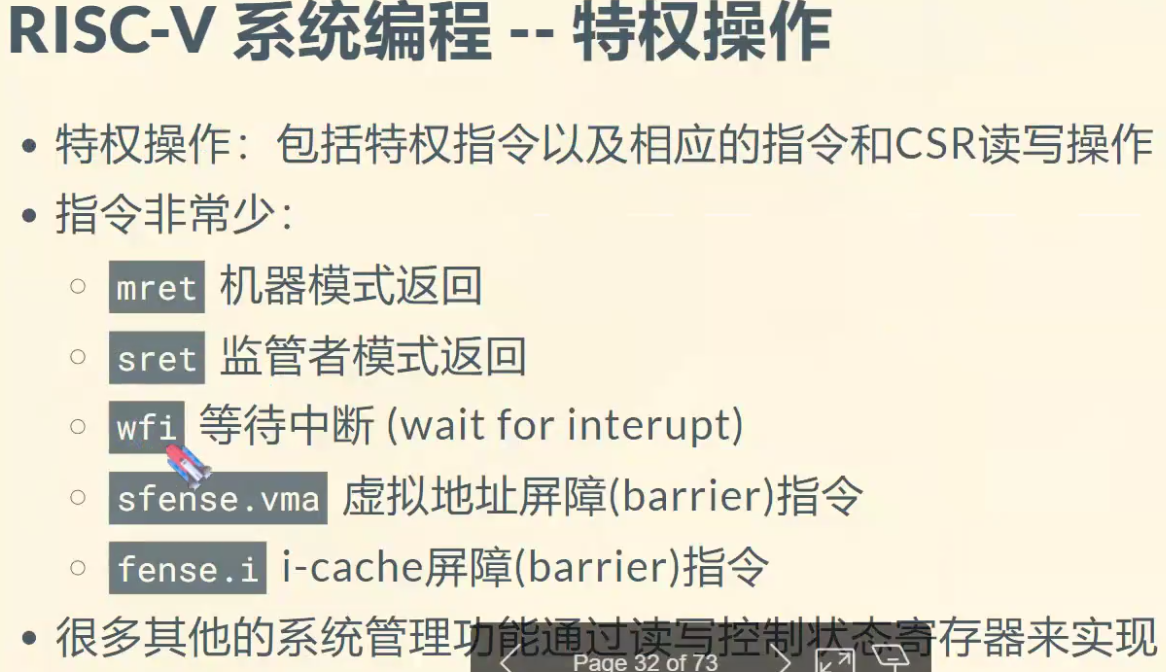 RISC-V 系统编程 -- 特权操作
特权操作：包括特权指令以及相应的指令和CSR读写操作
指令非常少：
mret 机器模式返回
sret 监管者模式返回
wfi 等待中断 (wait for interupt)
sfense.vma 虚拟地址屏障(barrier)指令
fense.i i-cache屏障(barrier)指令
很多其他的系统管理功能通过读写控制状态寄存器来实现
Page 32 of 73